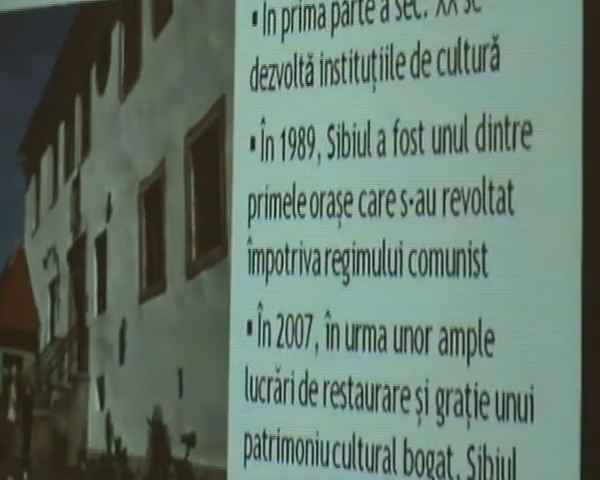 ▪ În prima parte a sec. XX se
dezvoltă instituțiile de cultură
▪ În 1989, Sibiul a fost unul dintre
primele orașe care s-au revoltat
împotriva regimului comunist
▪ În 2007, în urma unor ample
lucrări de restaurare și grație unui
patrimoniu cultural bogat, Sibiul